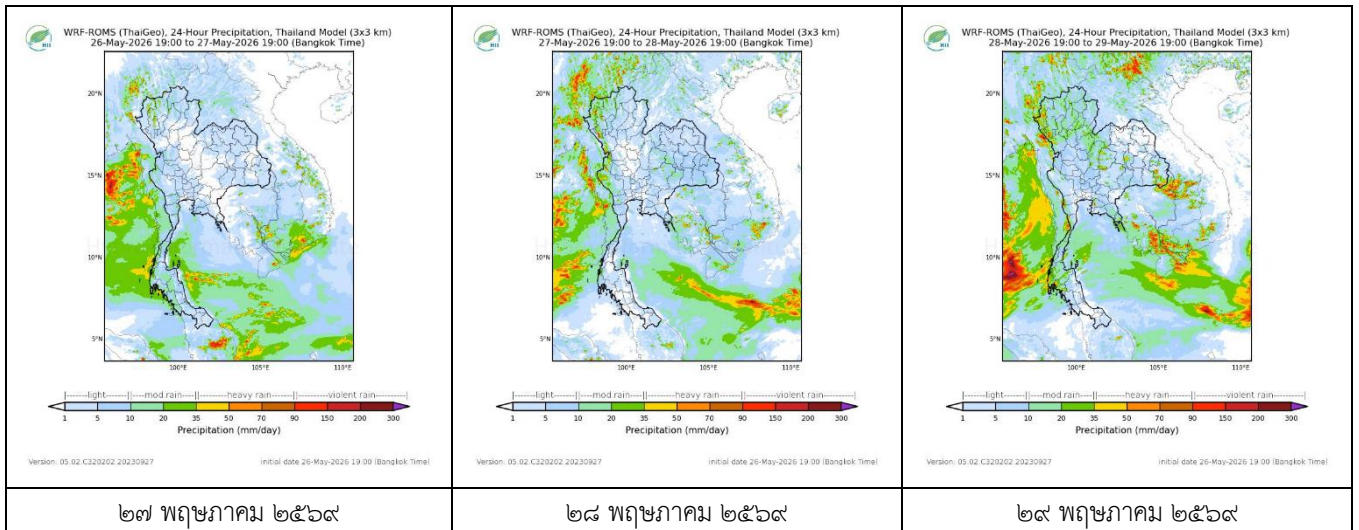 HII
WRF-ROMS (ThaiGeo), 24-Hour Precipitation, Thailand Model (3x3 km)
26-May-2026 19:00 to 27-May-2026 19:00 (Bangkok Time)
20°N
15°N
10°N
5°N
100°E 105°E 110°E
|------light------||---mod.rain---||------heavy rain------||------violent rain------|
1 5 10 20 35 50 70 90 150 200 300
Precipitation (mm/day)
Version: 05.02.C320202.20230927 initial date 26-May-2026 19:00 (Bangkok Time)
๒๗ พฤษภาคม ๒๕๖๙
HII
WRF-ROMS (ThaiGeo), 24-Hour Precipitation, Thailand Model (3x3 km)
27-May-2026 19:00 to 28-May-2026 19:00 (Bangkok Time)
20°N
15°N
10°N
5°N
100°E 105°E 110°E
|------light------||---mod.rain---||------heavy rain------||------violent rain------|
1 5 10 20 35 50 70 90 150 200 300
Precipitation (mm/day)
Version: 05.02.C320202.20230927 initial date 26-May-2026 19:00 (Bangkok Time)
๒๘ พฤษภาคม ๒๕๖๙
HII
WRF-ROMS (ThaiGeo), 24-Hour Precipitation, Thailand Model (3x3 km)
28-May-2026 19:00 to 29-May-2026 19:00 (Bangkok Time)
20°N
15°N
10°N
5°N
100°E 105°E 110°E
|------light------||---mod.rain---||------heavy rain------||------violent rain------|
1 5 10 20 35 50 70 90 150 200 300
Precipitation (mm/day)
Version: 05.02.C320202.20230927 initial date 26-May-2026 19:00 (Bangkok Time)
๒๙ พฤษภาคม ๒๕๖๙